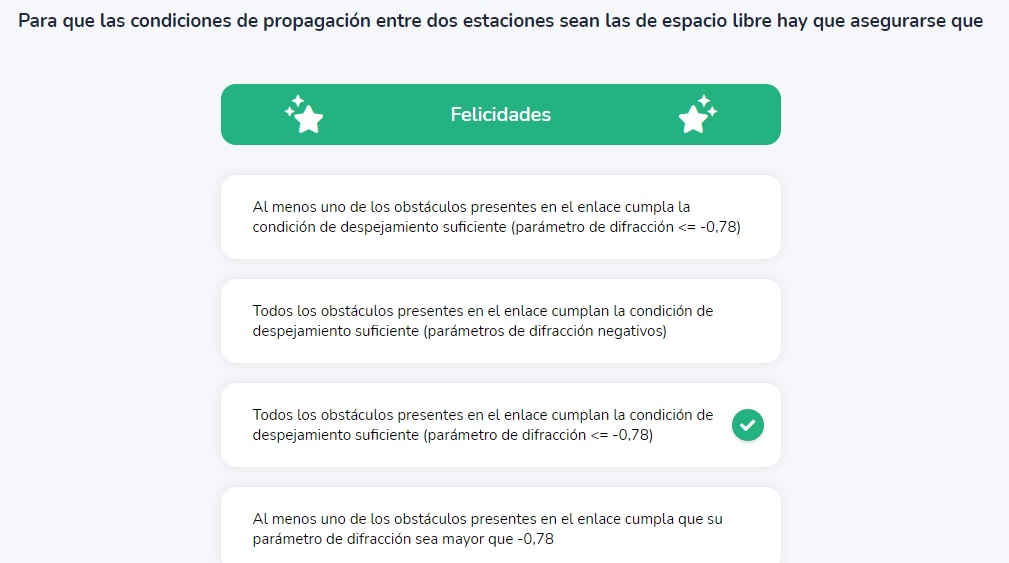 Para que las condiciones de propagación entre dos estaciones sean las de espacio libre hay que asegurarse que
Felicidades
Al menos uno de los obstáculos presentes en el enlace cumpla la
condición de despejamiento suficiente (parámetro de difracción <= -0,78)
Todos los obstáculos presentes en el enlace cumplan la condición de
despejamiento suficiente (parámetros de difracción negativos)
Todos los obstáculos presentes en el enlace cumplan la condición de
despejamiento suficiente (parámetro de difracción <= -0,78)
Al menos uno de los obstáculos presentes en el enlace cumpla que su
parámetro de difracción sea mayor que -0,78